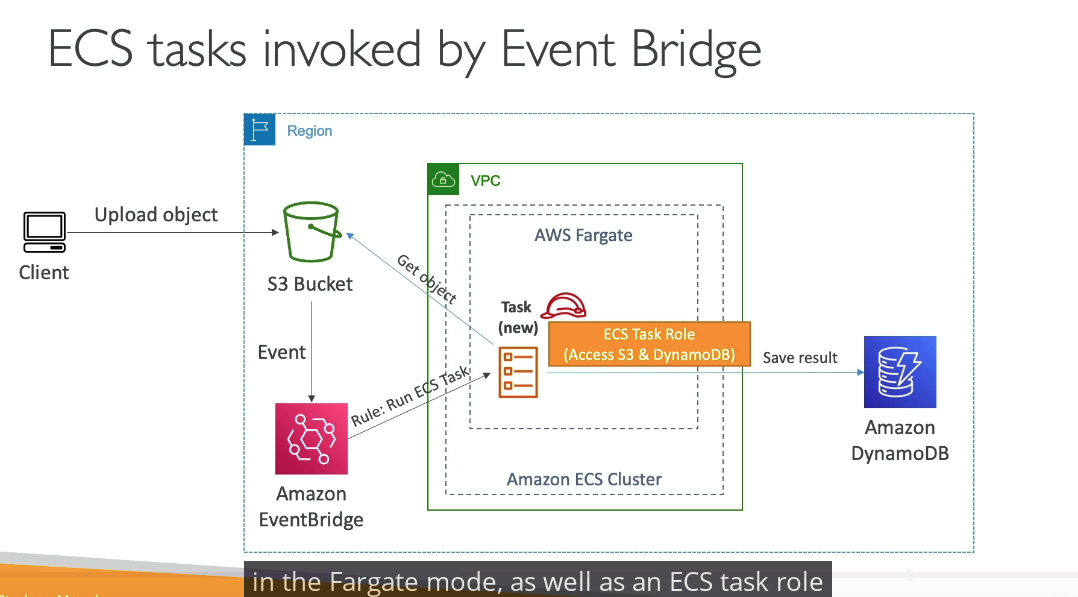 ECS tasks invoked by Event Bridge
Region
VPC
Upload object
AWS Fargate
Client
S3 Bucket
Get object
Task
(new)
ECS Task Role
(Access S3 & DynamoDB)
Save result
Event
Rule: Run ECS Task
Amazon
DynamoDB
Amazon ECS Cluster
Amazon
EventBridge
in the Fargate mode, as well as an ECS task role